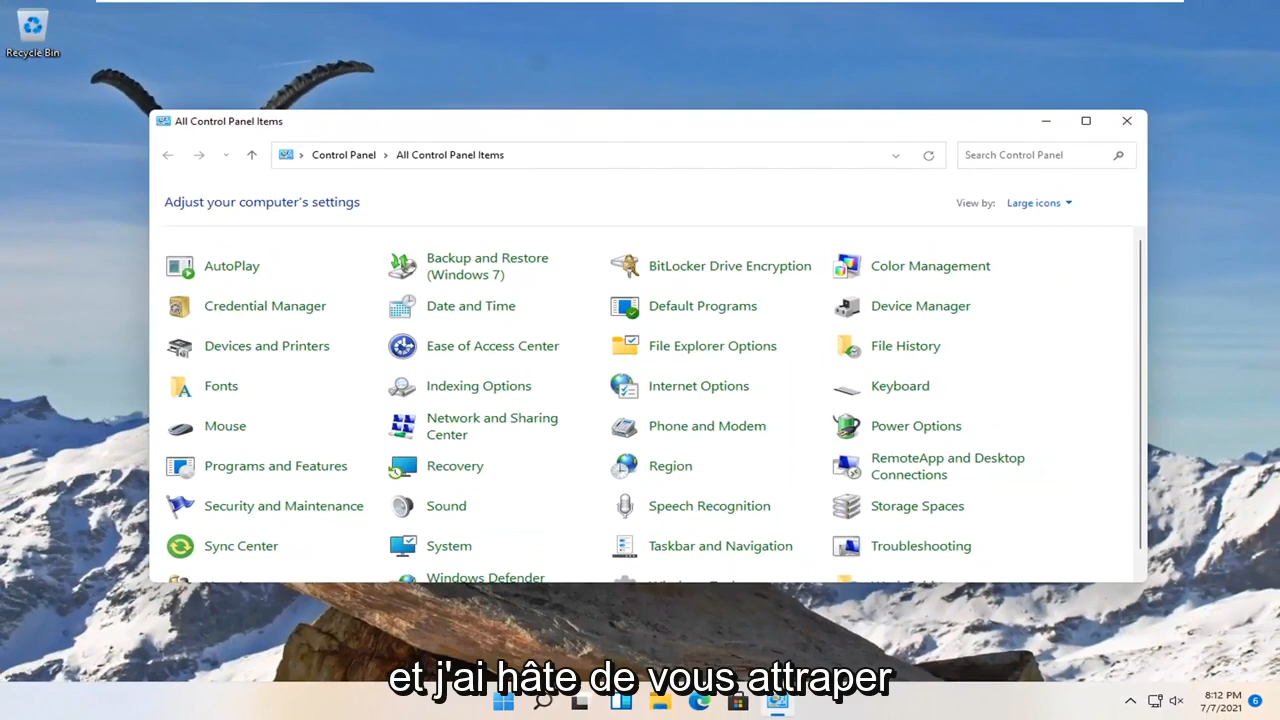 Recycle Bin
All Control Panel Items
Control Panel > All Control Panel Items
Search Control Panel
Adjust your computer's settings
View by: Large icons
AutoPlay
Backup and Restore
(Windows 7)
BitLocker Drive Encryption
Color Management
Credential Manager
Date and Time
Default Programs
Device Manager
Devices and Printers
Ease of Access Center
File Explorer Options
File History
Fonts
Indexing Options
Internet Options
Keyboard
Mouse
Network and Sharing
Center
Phone and Modem
Power Options
Programs and Features
Recovery
Region
RemoteApp and Desktop
Connections
Security and Maintenance
Sound
Speech Recognition
Storage Spaces
Sync Center
System
Taskbar and Navigation
Troubleshooting
Windows Defender
et j'ai hâte de vous attraper
8:12 PM
7/7/2021
6